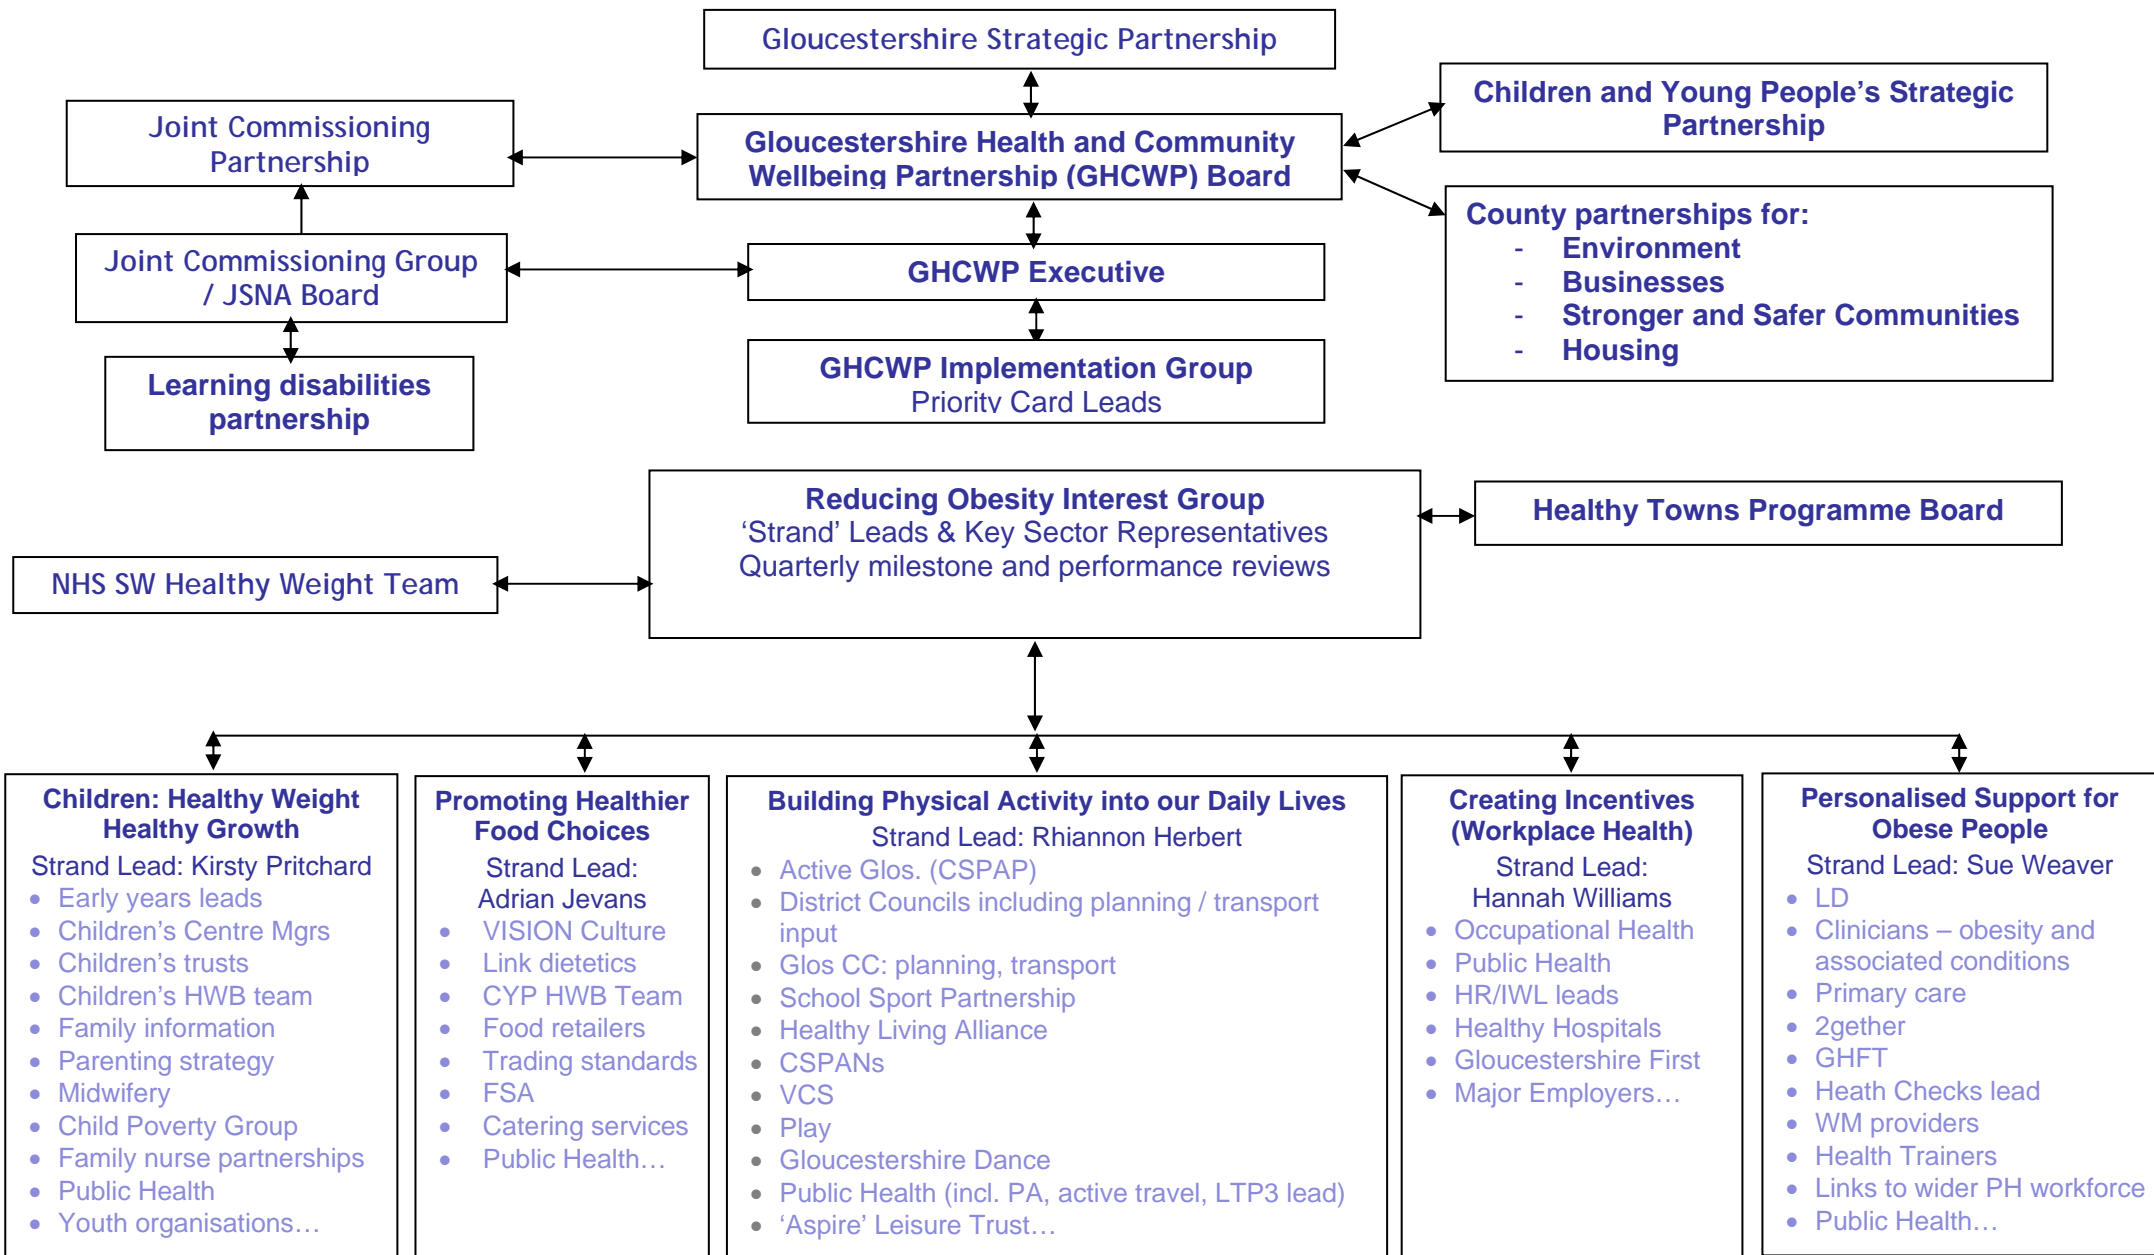 Gloucestershire Strategic Partnership
Joint Commissioning
Partnership
Gloucestershire Health and Community
Wellbeing Partnership (GHCWP) Board
Children and Young People’s Strategic
Partnership
County partnerships for:
- Environment
- Businesses
- Stronger and Safer Communities
- Housing
Joint Commissioning Group
/ JSNA Board
GHCWP Executive
Learning disabilities
partnership
GHCWP Implementation Group
Priority Card Leads
Reducing Obesity Interest Group
‘Strand’ Leads & Key Sector Representatives
Quarterly milestone and performance reviews
Healthy Towns Programme Board
NHS SW Healthy Weight Team
Children: Healthy Weight
Healthy Growth
Strand Lead: Kirsty Pritchard
• Early years leads
• Children’s Centre Mgrs
• Children’s trusts
• Children’s HWB team
• Family information
• Parenting strategy
• Midwifery
• Child Poverty Group
• Family nurse partnerships
• Public Health
• Youth organisations…
Promoting Healthier
Food Choices
Strand Lead:
Adrian Jevans
• VISION Culture
• Link dietetics
• CYP HWB Team
• Food retailers
• Trading standards
• FSA
• Catering services
• Public Health…
Building Physical Activity into our Daily Lives
Strand Lead: Rhiannon Herbert
• Active Glos. (CSPAP)
• District Councils including planning / transport
input
• Glos CC: planning, transport
• School Sport Partnership
• Healthy Living Alliance
• CSPANs
• VCS
• Play
• Gloucestershire Dance
• Public Health (incl. PA, active travel, LTP3 lead)
• ‘Aspire’ Leisure Trust…
Creating Incentives
(Workplace Health)
Strand Lead:
Hannah Williams
• Occupational Health
• Public Health
• HR/IWL leads
• Healthy Hospitals
• Gloucestershire First
• Major Employers…
Personalised Support for
Obese People
Strand Lead: Sue Weaver
• LD
• Clinicians – obesity and
associated conditions
• Primary care
• 2gether
• GHFT
• Heath Checks lead
• WM providers
• Health Trainers
• Links to wider PH workforce
• Public Health…